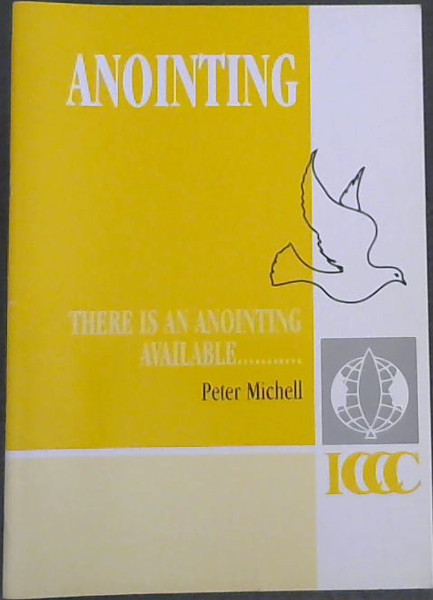 ANOINTING
THERE IS AN ANOINTING
AVAILABLE...........
Peter Michell
ICCC